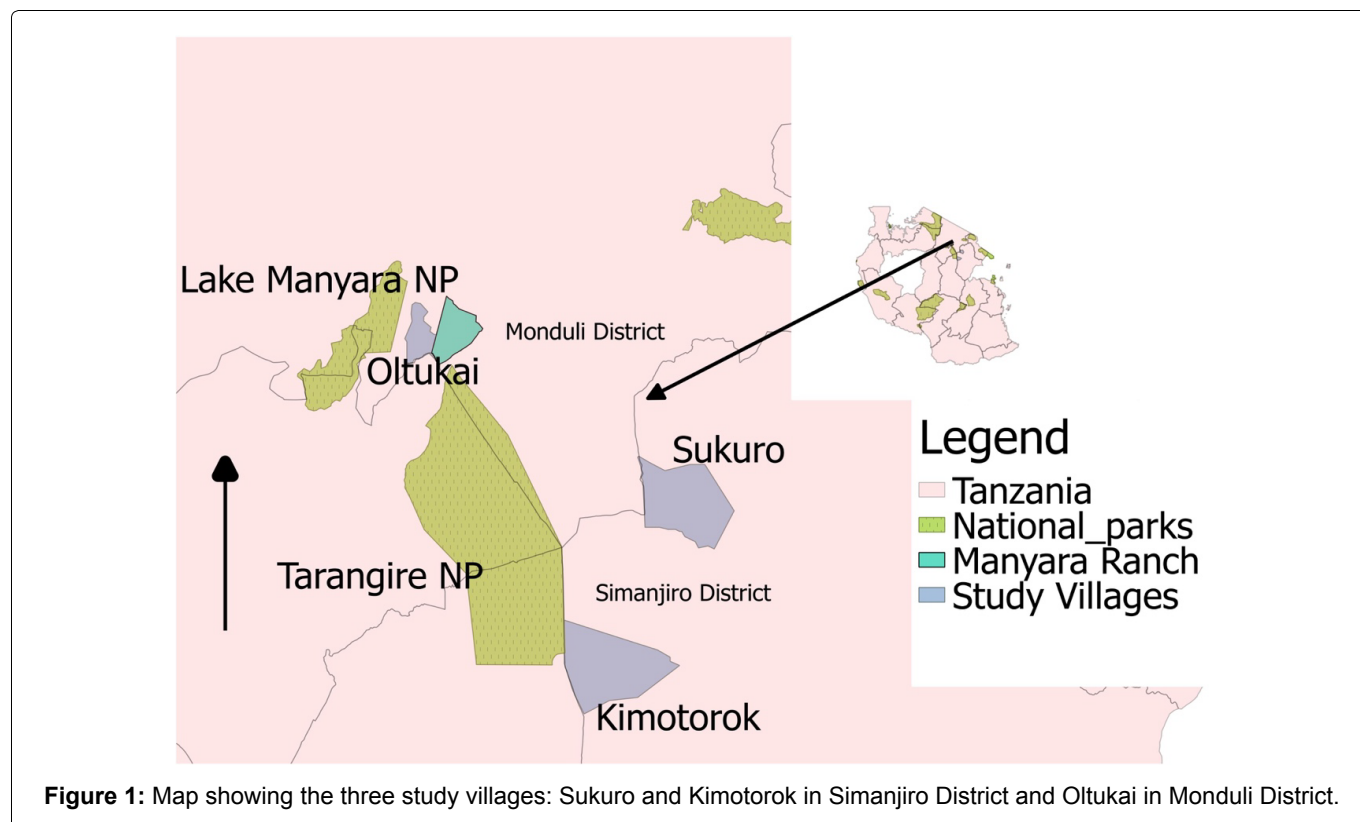 Lake Manyara NP
Monduli District
Oltukai
Sukuro
Tarangire NP
Simanjiro District
Kimotorok
Legend
Tanzania
National_parks
Manyara Ranch
Study Villages
Figure 1: Map showing the three study villages: Sukuro and Kimotorok in Simanjiro District and Oltukai in Monduli District.